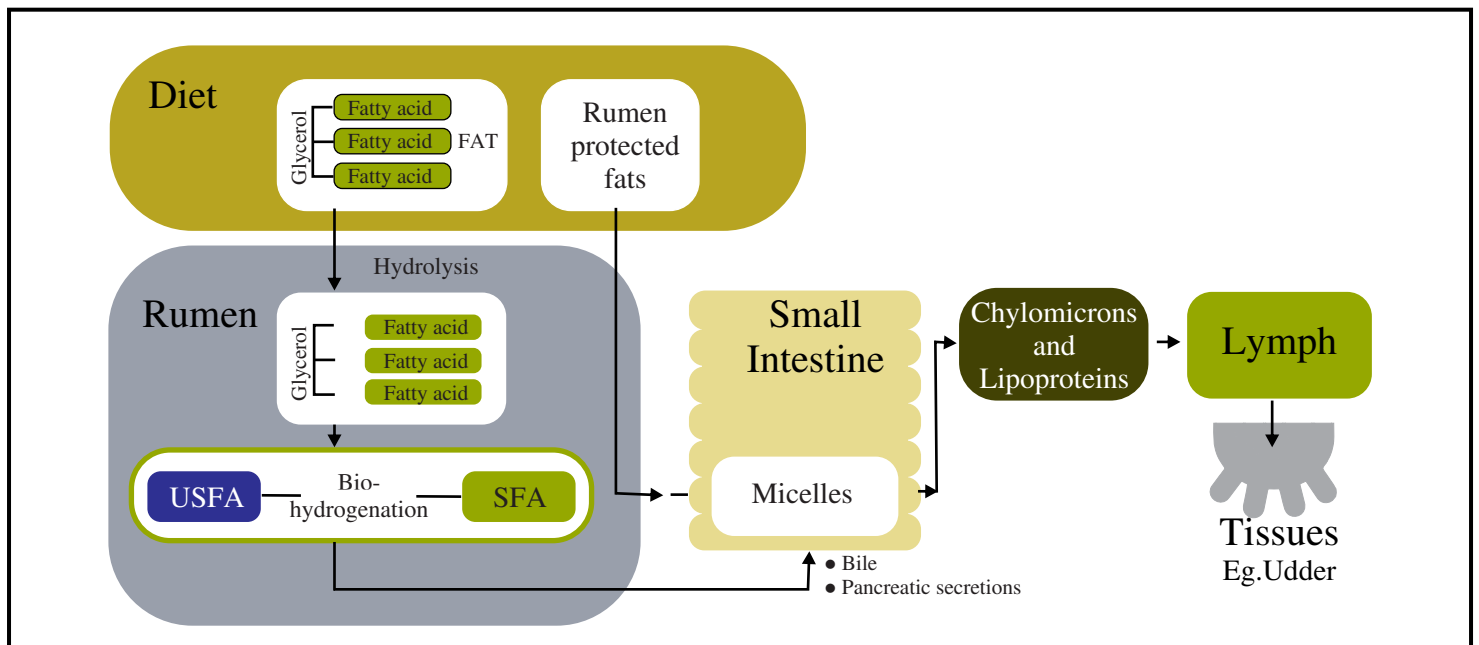 Diet
Glycerol
Fatty acid
Fatty acid
FAT
Fatty acid
Rumen
protected
fats
Hydrolysis
Rumen
Glycerol
Fatty acid
Fatty acid
Fatty acid
USFA
Bio-
hydrogenation
SFA
Small
Intestine
Micelles
● Bile
● Pancreatic secretions
Chylomicrons
and
Lipoproteins
Lymph
Tissues
Eg.Udder